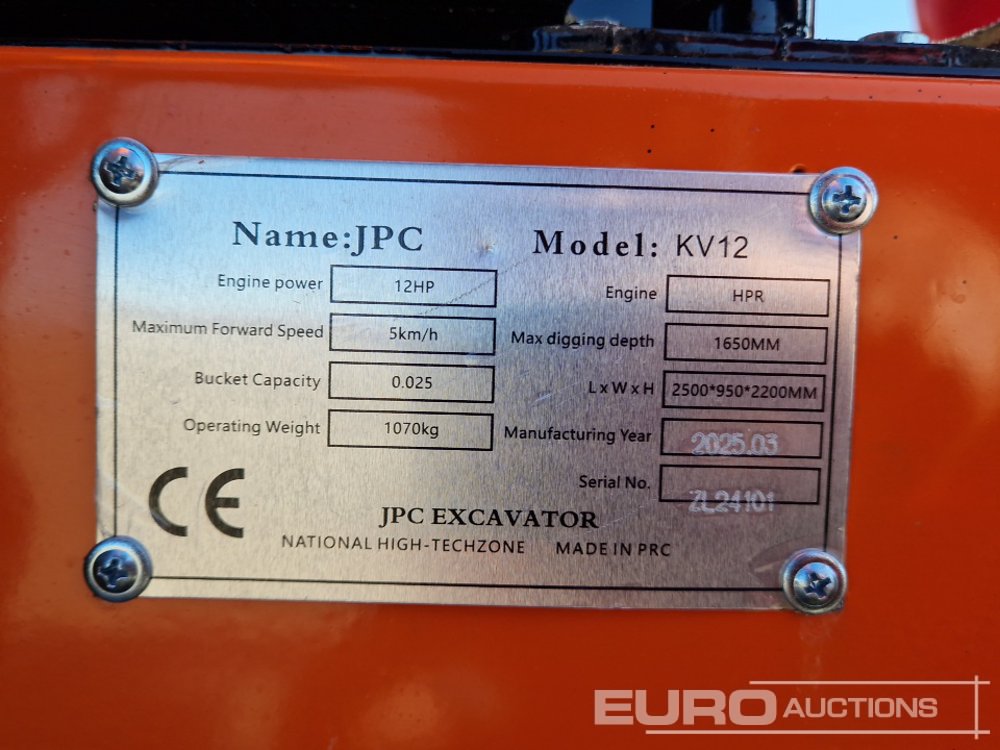 Name:JPC Model: KV12
Engine power 12HP Engine HPR
Maximum Forward Speed 5km/h Max digging depth 1650MM
Bucket Capacity 0.025 LxWxH 2500*950*2200MM
Operating Weight 1070kg Manufacturing Year 2025.03
Serial No. ZL24101
CE
JPC EXCAVATOR
NATIONAL HIGH-TECHZONE MADE IN PRC
EURO AUCTIONS